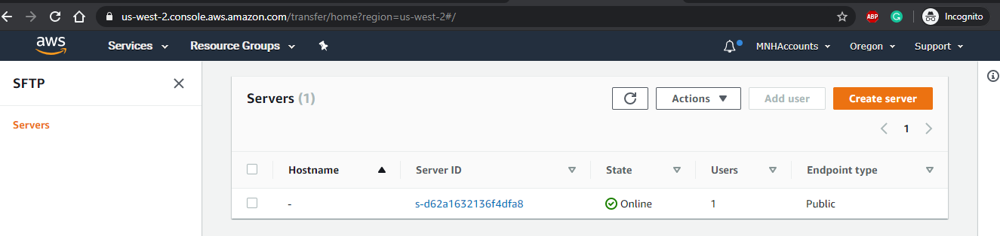 us-west-2.console.aws.amazon.com/transfer/home?region=us-west-2#/
ABP
G
Incognito
aws
Services
Resource Groups
MNHAccounts
Oregon
Support
SFTP
Servers
Servers (1)
Actions
Add user
Create server
1
Hostname
Server ID
State
Users
Endpoint type
-
s-d62a1632136f4dfa8
Online
1
Public